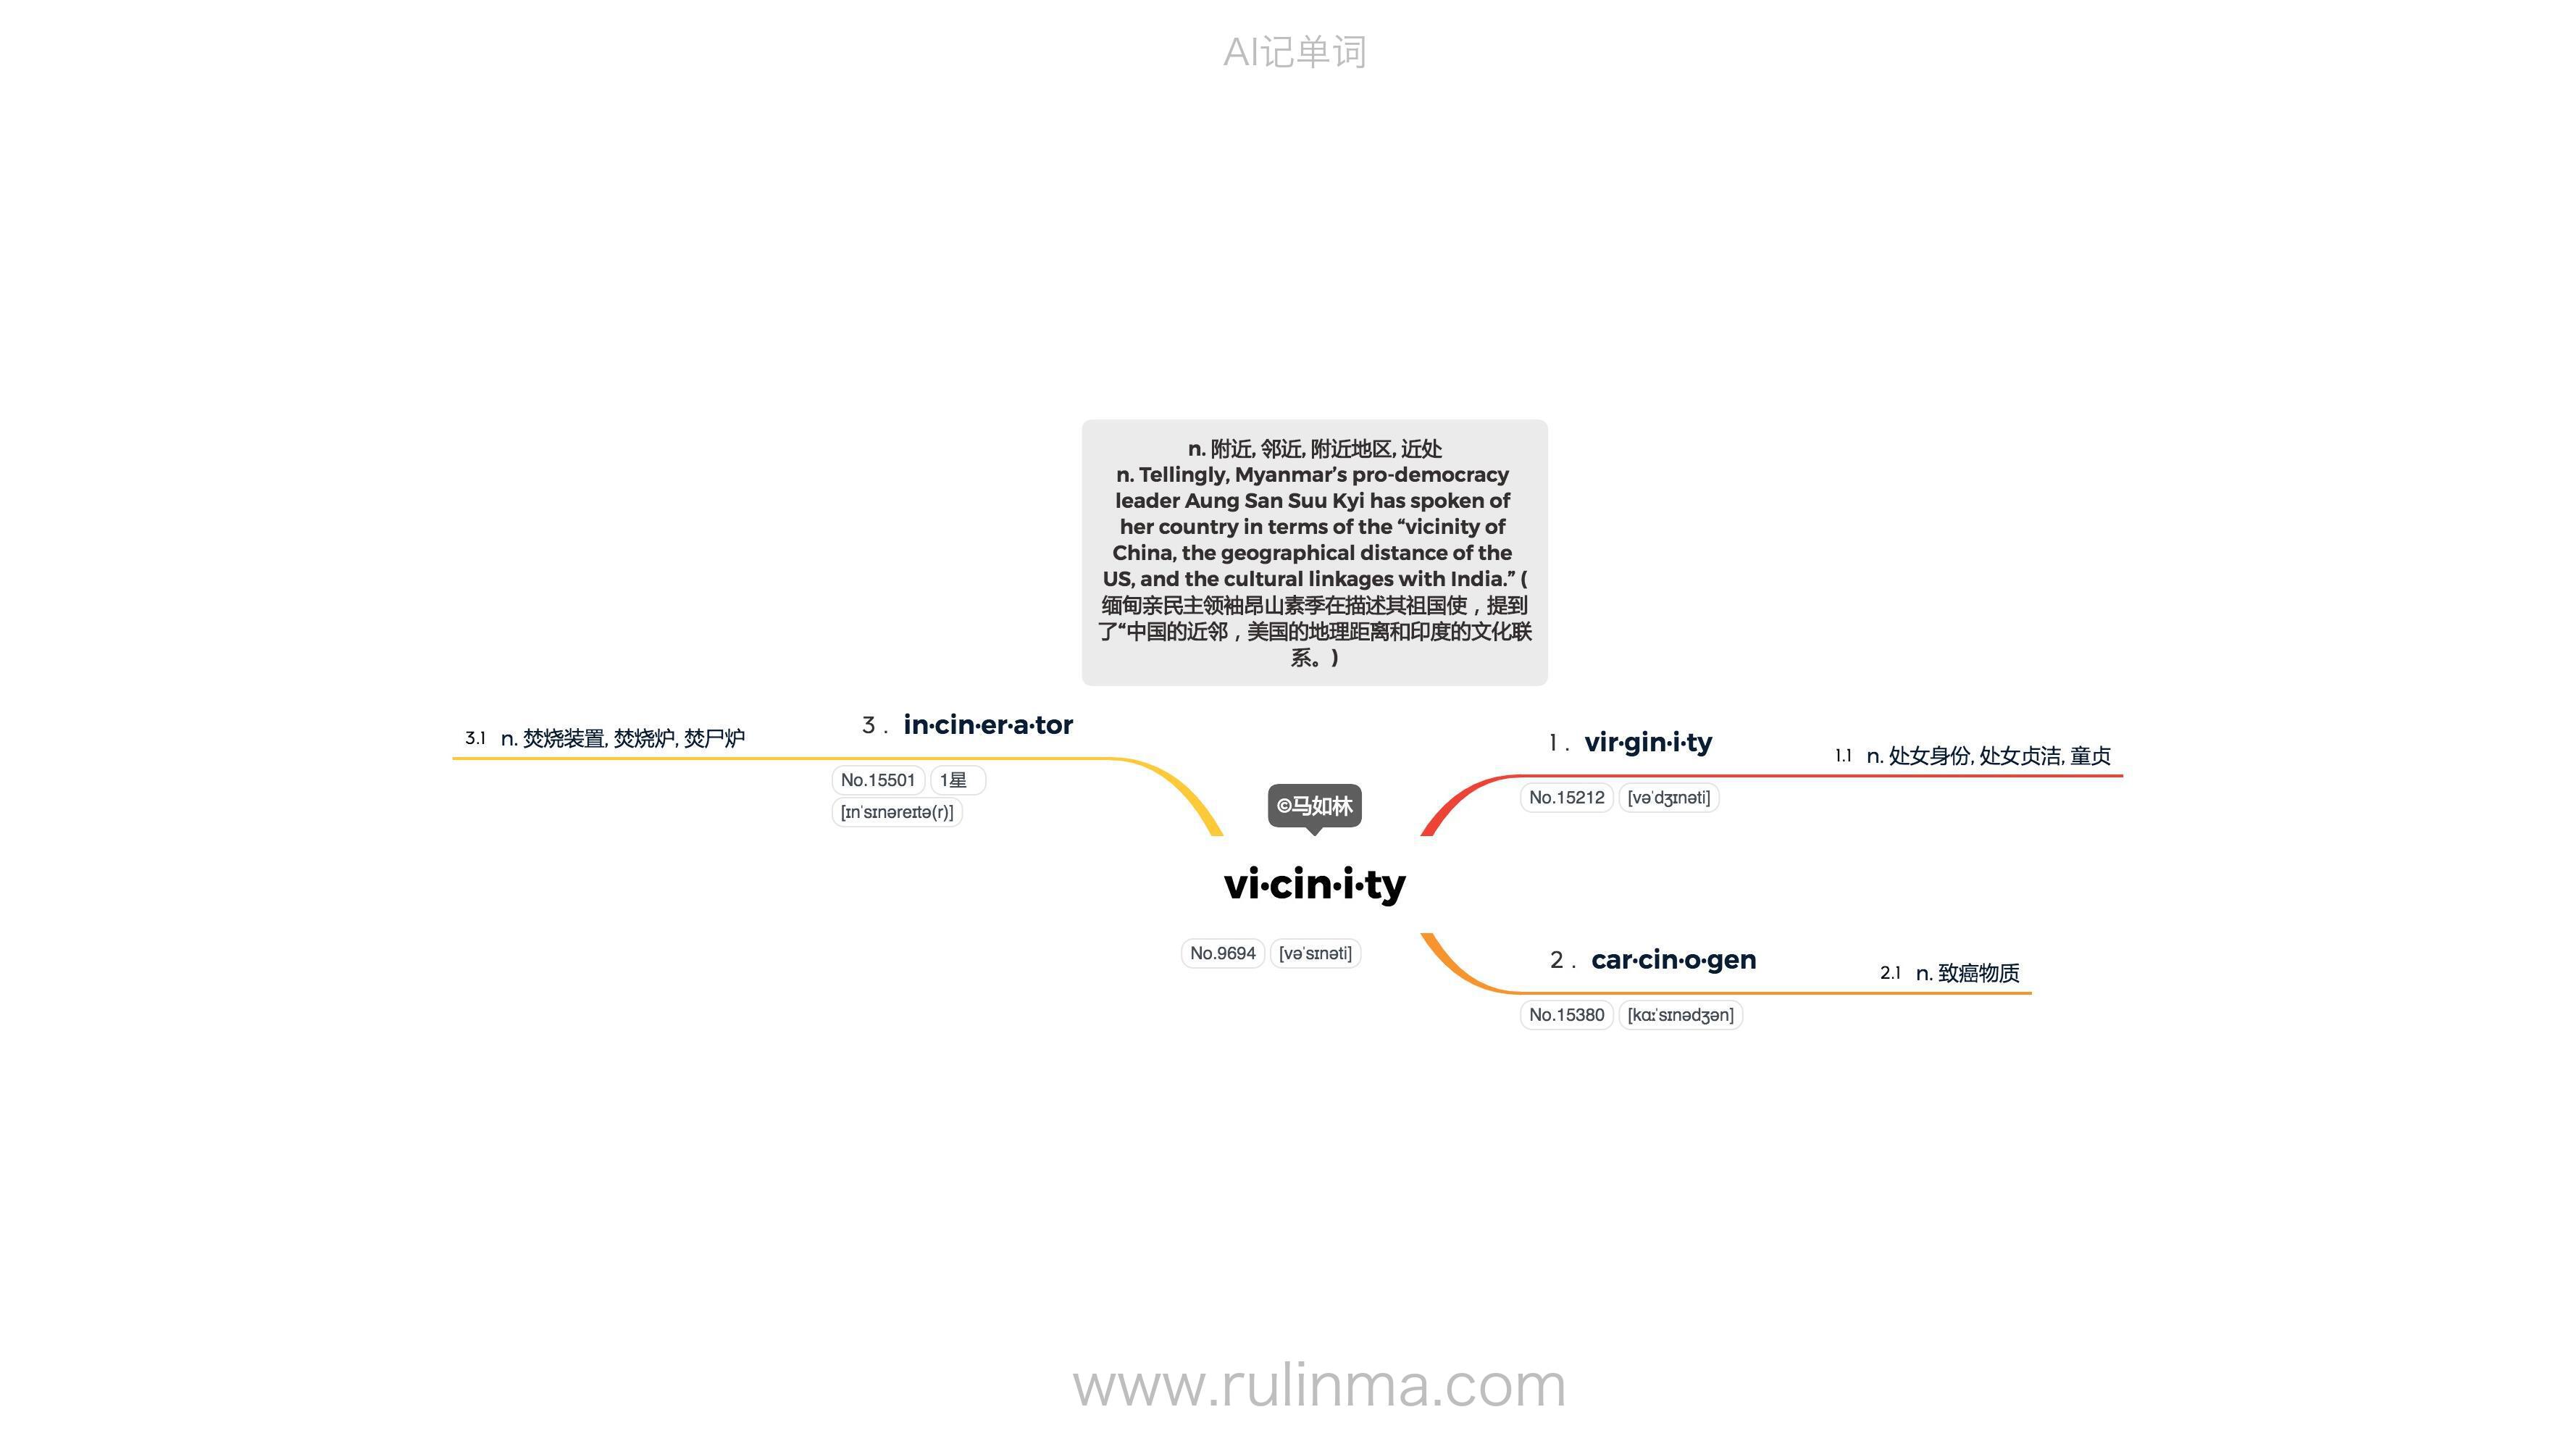 AI记单词
n. 附近, 邻近, 附近地区, 近处
n. Tellingly, Myanmar’s pro-democracy
leader Aung San Suu Kyi has spoken of
her country in terms of the “vicinity of
China, the geographical distance of the
US, and the cultural linkages with India.” (
缅甸亲民主领袖昂山素季在描述其祖国使，提到
了“中国的近邻，美国的地理距离和印度的文化联
系。)
3 . in·cin·er·a·tor
3.1 n. 焚烧装置, 焚烧炉, 焚尸炉
No.15501 1星
[ɪnˈsɪnəreɪtə(r)]
1 . vir·gin·i·ty
1.1 n. 处女身份, 处女贞洁, 童贞
No.15212 [vəˈdʒɪnəti]
©马如林
vi·cin·i·ty
No.9694 [vəˈsɪnəti]
2 . car·cin·o·gen
2.1 n. 致癌物质
No.15380 [kɑːˈsɪnədʒən]
www.rulinma.com